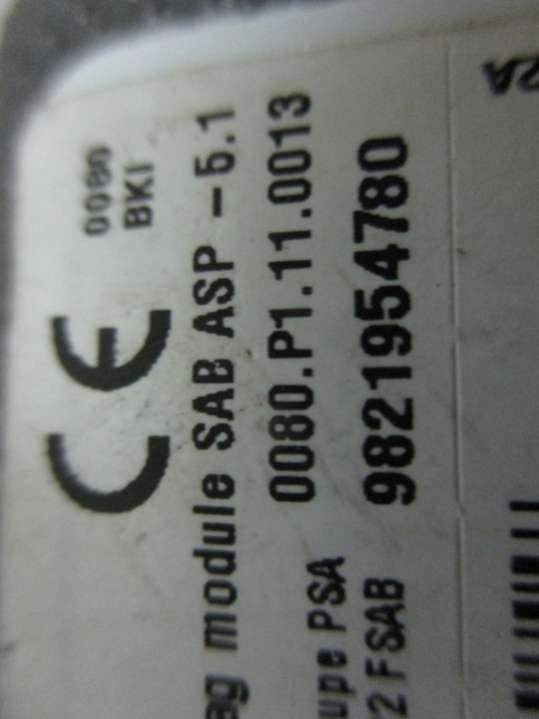 CE
0080
BKI
ag module SAB ASP - 5.1
0080.P1.11.0013
upe PSA
2 FSAB 9821954780